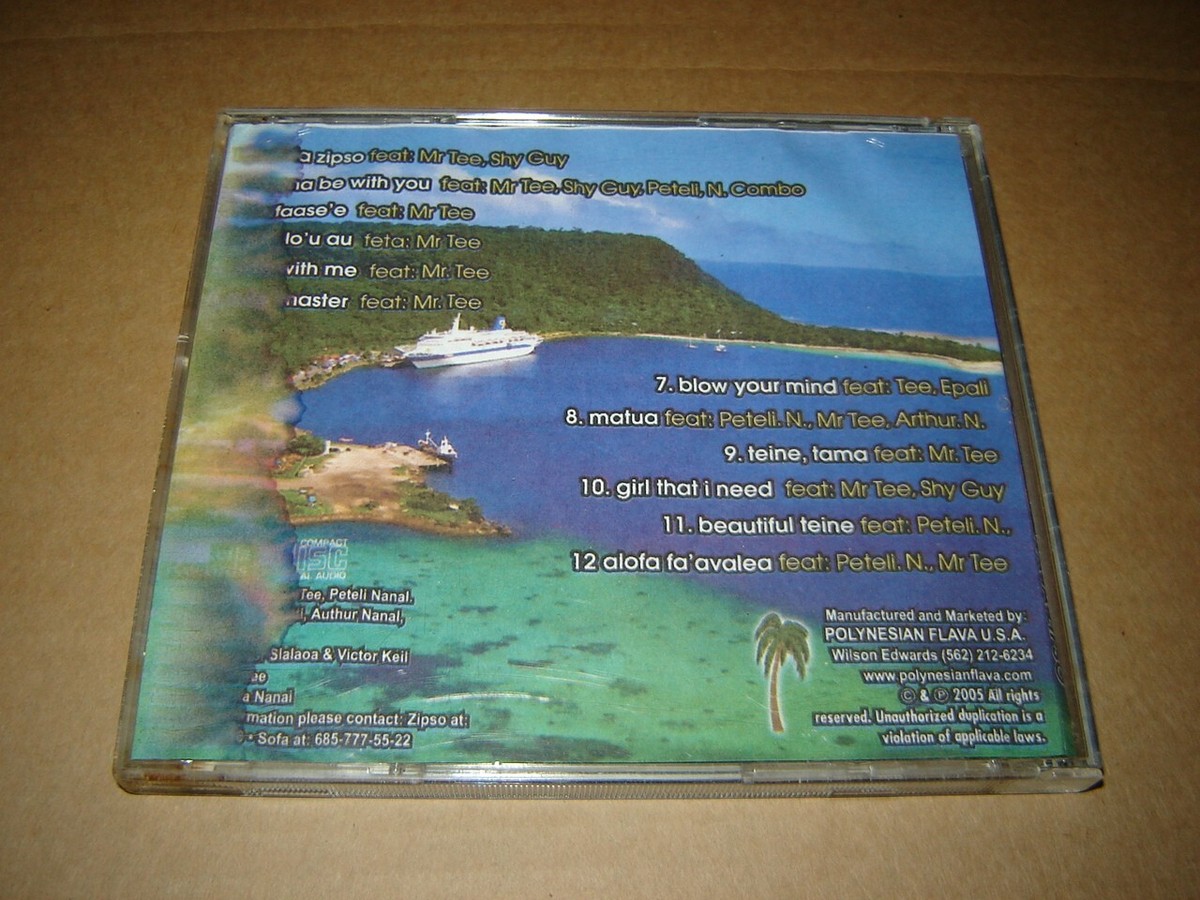 a zipso feat: Mr Tee, Shy Guy
na be with you feat: Mr Tee, Shy Guy, Peteli, N. Combo
faase'e feat: Mr Tee
lo'u au feta: Mr Tee
with me feat: Mr. Tee
master feat: Mr. Tee
7. blow your mind feat: Tee, Epali
8. matua feat: Peteli. N., Mr Tee, Arthur. N.
9. teine, tama feat: Mr. Tee
10. girl that i need feat: Mr Tee, Shy Guy
11. beautiful teine feat: Peteli. N.,
12 alofa fa'avalea feat: Peteli. N., Mr Tee
COMPACT
ISC
AL AUDIO
Tee, Peteli Nanai.
l, Authur Nanai,
, Slalaoa & Victor Keil
ee
a Nanai
mation please contact: Zipso at:
• Sofa at: 685-777-55-22
Manufactured and Marketed by:
POLYNESIAN FLAVA U.S.A.
Wilson Edwards (562) 212-6234
www.polynesianflava.com
© & ℗ 2005 All rights
reserved. Unauthorized duplication is a
violation of applicable laws.